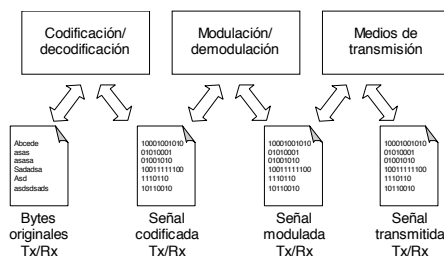 Codificación/
decodificación
Modulación/
demodulación
Medios de
transmisión
Abcede
asas
asasa
Sadadsa
Asd
asdsdsads
10001001010
01010001
01001010
10011111100
1110110
10110010
10001001010
01010001
01001010
10011111100
1110110
10110010
10001001010
01010001
01001010
10011111100
1110110
10110010
Bytes
originales
Tx/Rx
Señal
codificada
Tx/Rx
Señal
modulada
Tx/Rx
Señal
transmitida
Tx/Rx